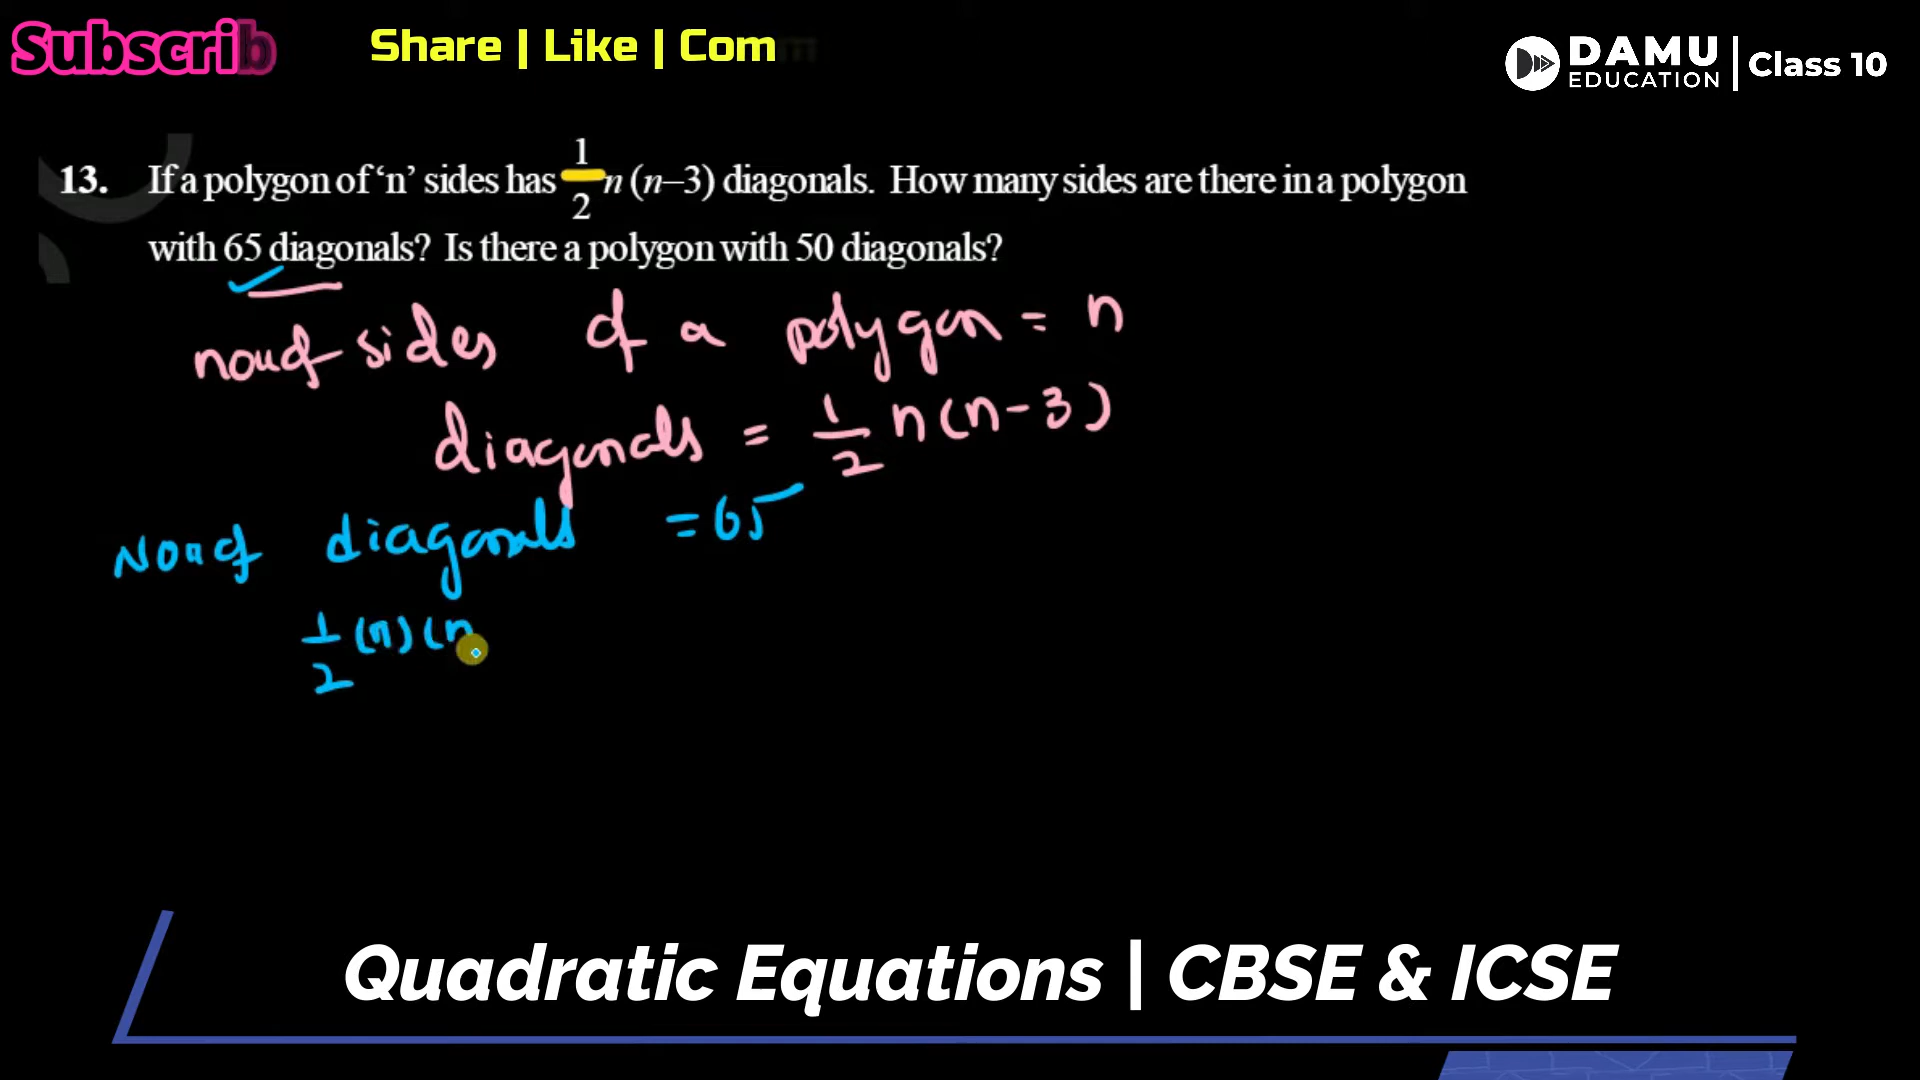 Subscrib
Share | Like | Com
DAMU EDUCATION | Class 10
13. If a polygon of ‘n’ sides has 1/2 n (n–3) diagonals. How many sides are there in a polygon
with 65 diagonals? Is there a polygon with 50 diagonals?
no of sides of a polygon = n
diagonals = 1/2 n(n-3)
No of diagonals = 65
1/2 (n)(n
Quadratic Equations | CBSE & ICSE